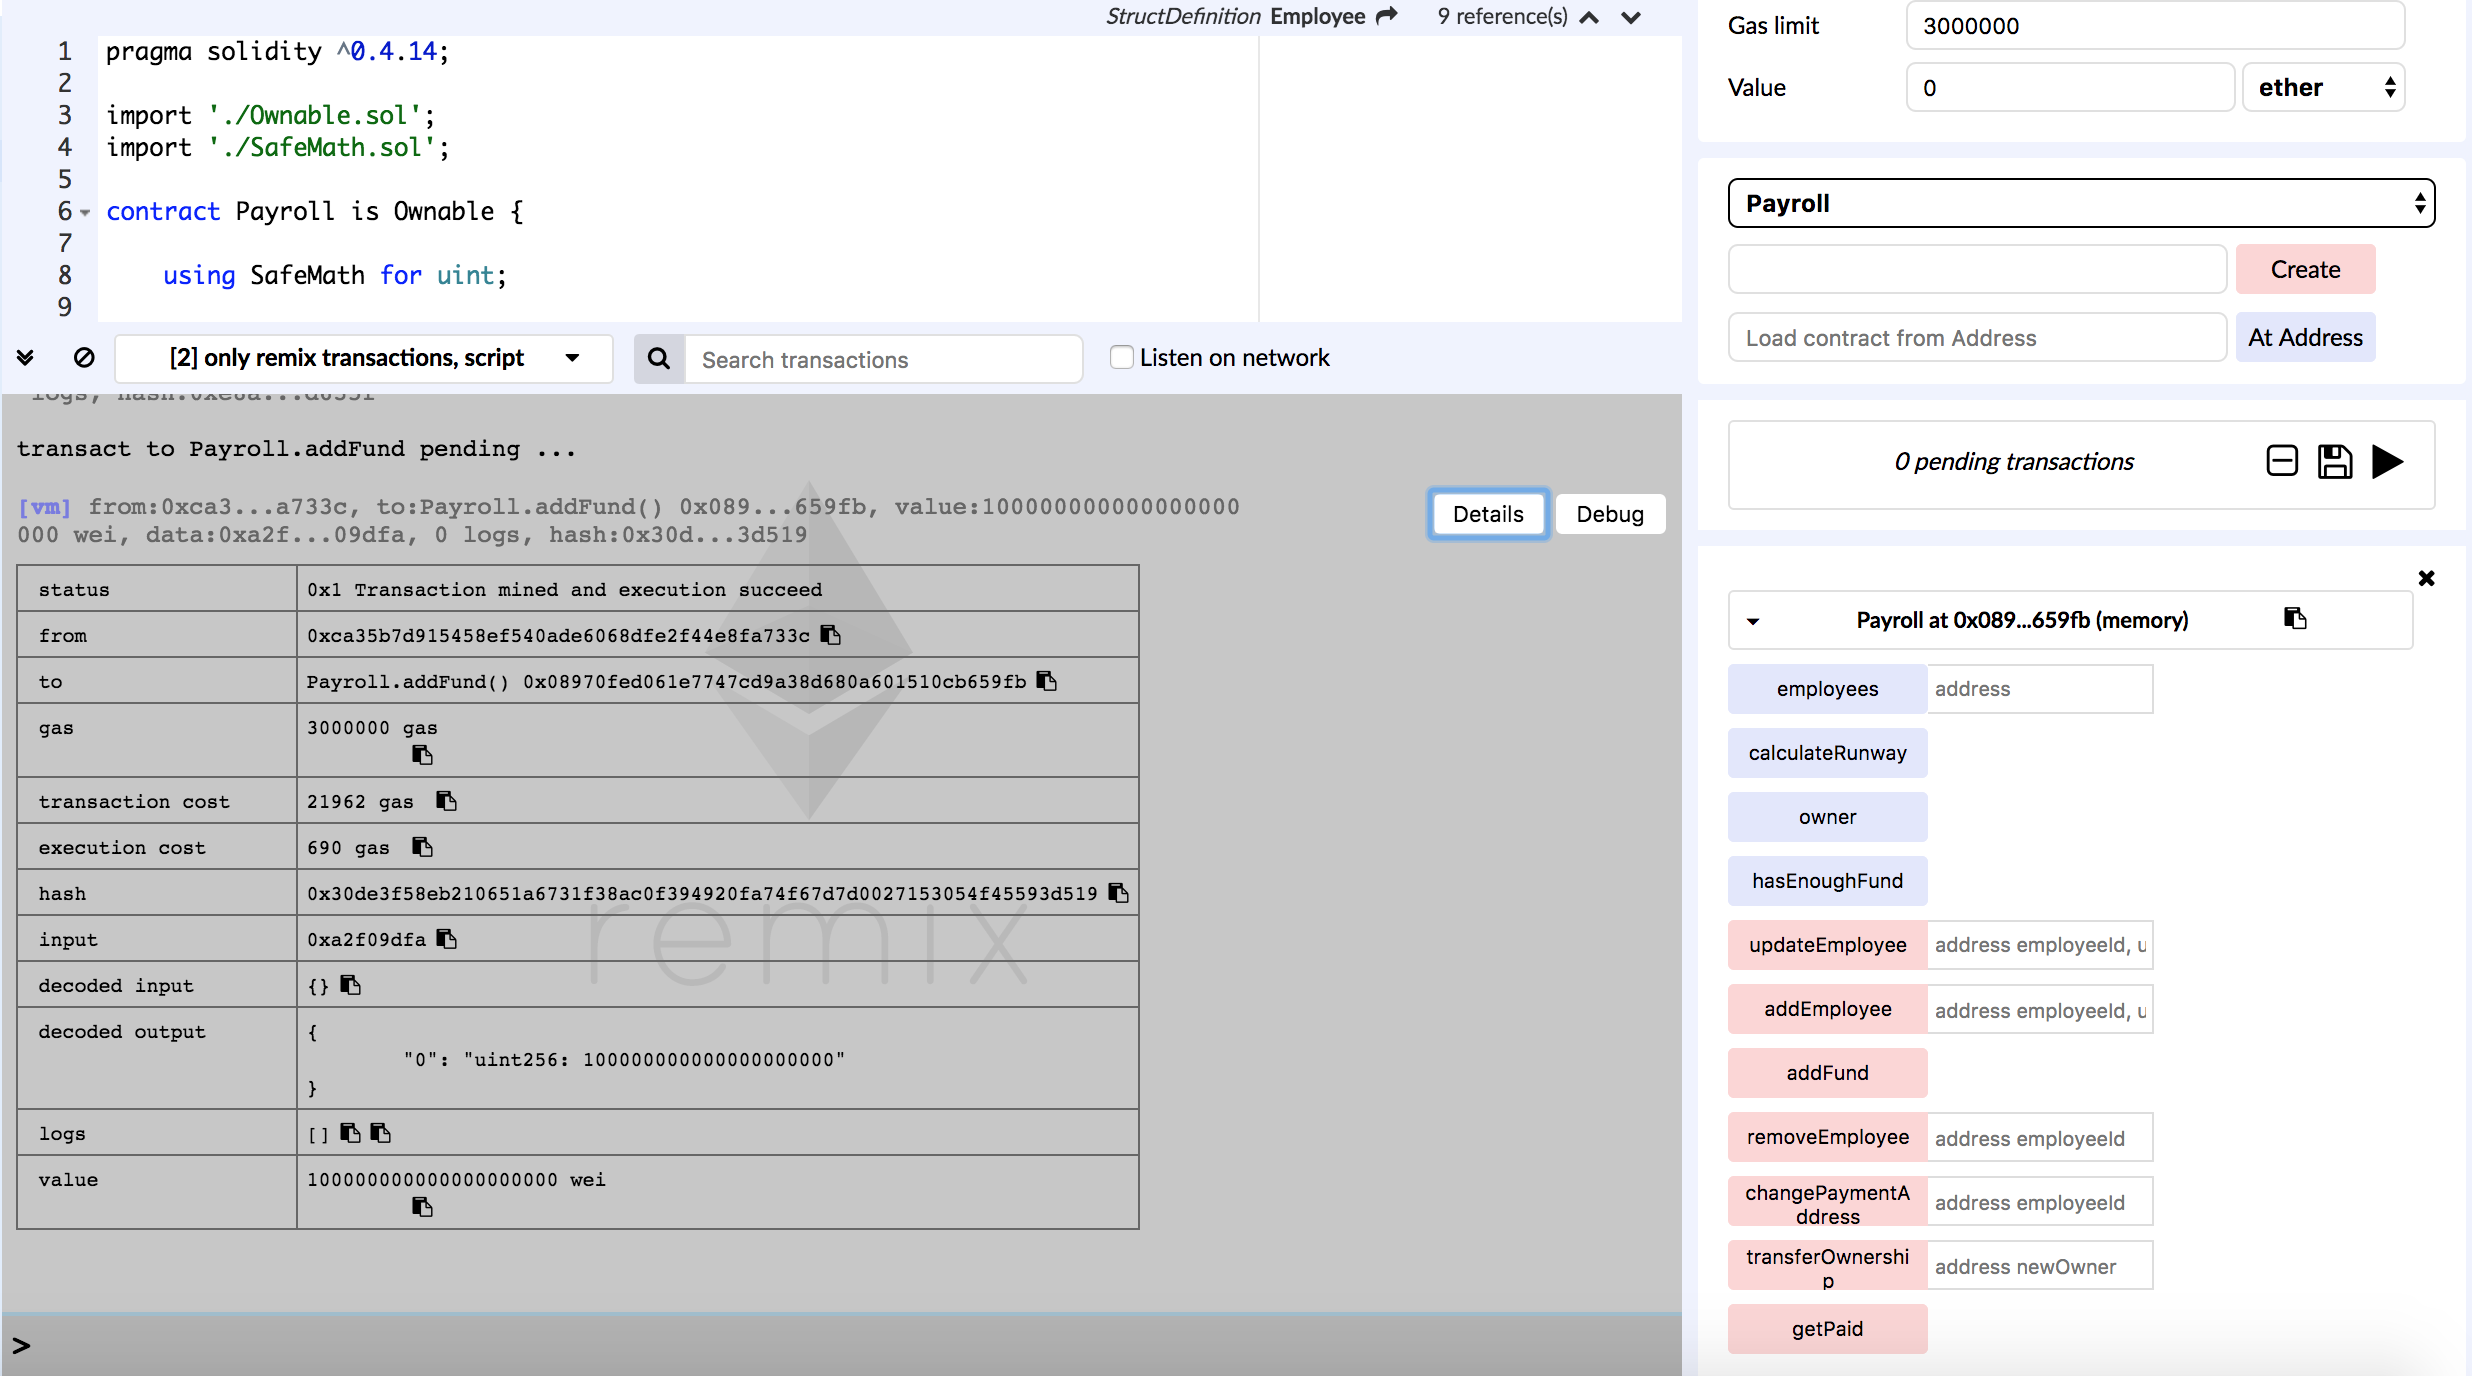 StructDefinition Employee 9 reference(s)
1 pragma solidity ^0.4.14;
2
3 import './Ownable.sol';
4 import './SafeMath.sol';
5
6 contract Payroll is Ownable {
7
8 using SafeMath for uint;
9
[2] only remix transactions, script
Search transactions
Listen on network
transact to Payroll.addFund pending ...
[vm] from:0xca3...a733c, to:Payroll.addFund() 0x089...659fb, value:100000000000000000
000 wei, data:0xa2f...09dfa, 0 logs, hash:0x30d...3d519
Details
Debug
status 0x1 Transaction mined and execution succeed
from 0xca35b7d915458ef540ade6068dfe2f44e8fa733c
to Payroll.addFund() 0x08970fed061e7747cd9a38d680a601510cb659fb
gas 3000000 gas
transaction cost 21962 gas
execution cost 690 gas
hash 0x30de3f58eb210651a6731f38ac0f394920fa74f67d7d0027153054f45593d519
input 0xa2f09dfa
decoded input {}
decoded output {
"0": "uint256: 100000000000000000000"
}
logs []
value 100000000000000000000 wei
remix
>
Gas limit 3000000
Value 0 ether
Payroll
Create
Load contract from Address At Address
0 pending transactions
Payroll at 0x089...659fb (memory)
employees address
calculateRunway
owner
hasEnoughFund
updateEmployee address employeeId, u
addEmployee address employeeId, u
addFund
removeEmployee address employeeId
changePaymentA
ddress address employeeId
transferOwnershi
p address newOwner
getPaid